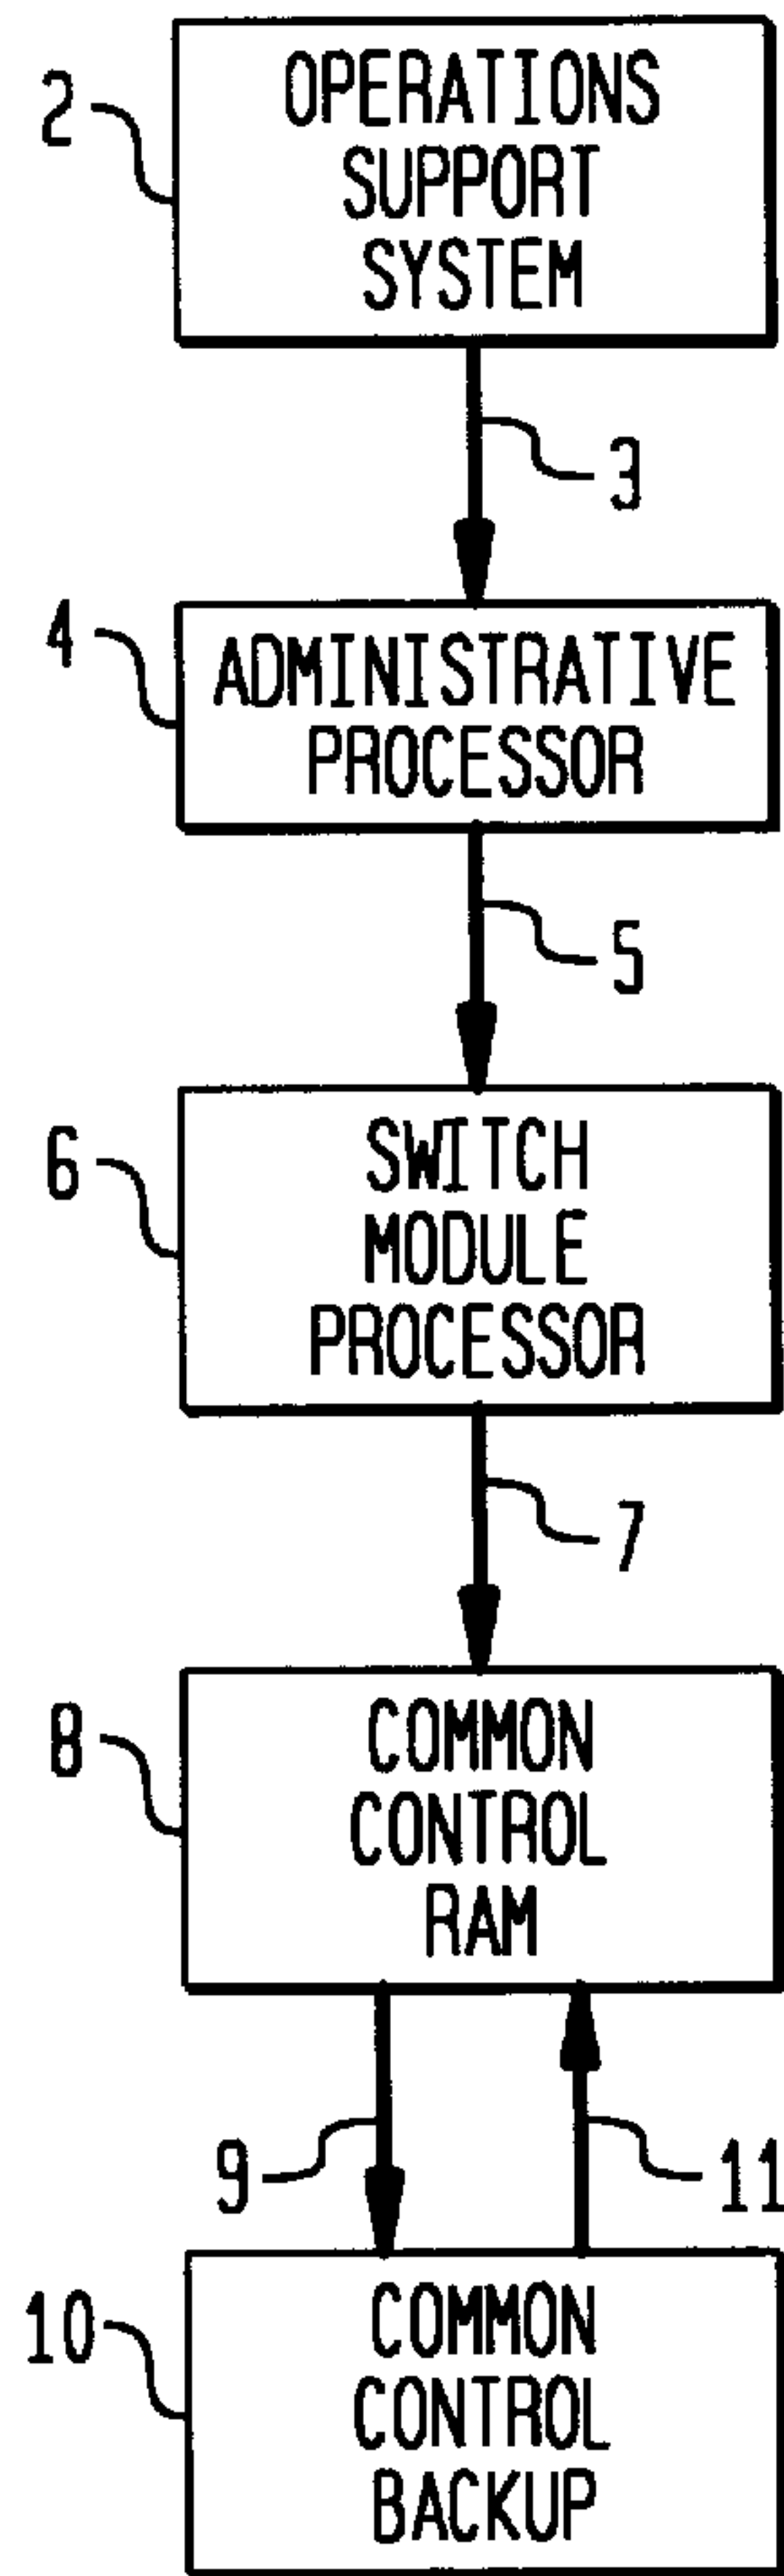 2
OPERATIONS
SUPPORT
SYSTEM
3
4
ADMINISTRATIVE
PROCESSOR
5
6
SWITCH
MODULE
PROCESSOR
7
8
COMMON
CONTROL
RAM
9
11
10
COMMON
CONTROL
BACKUP